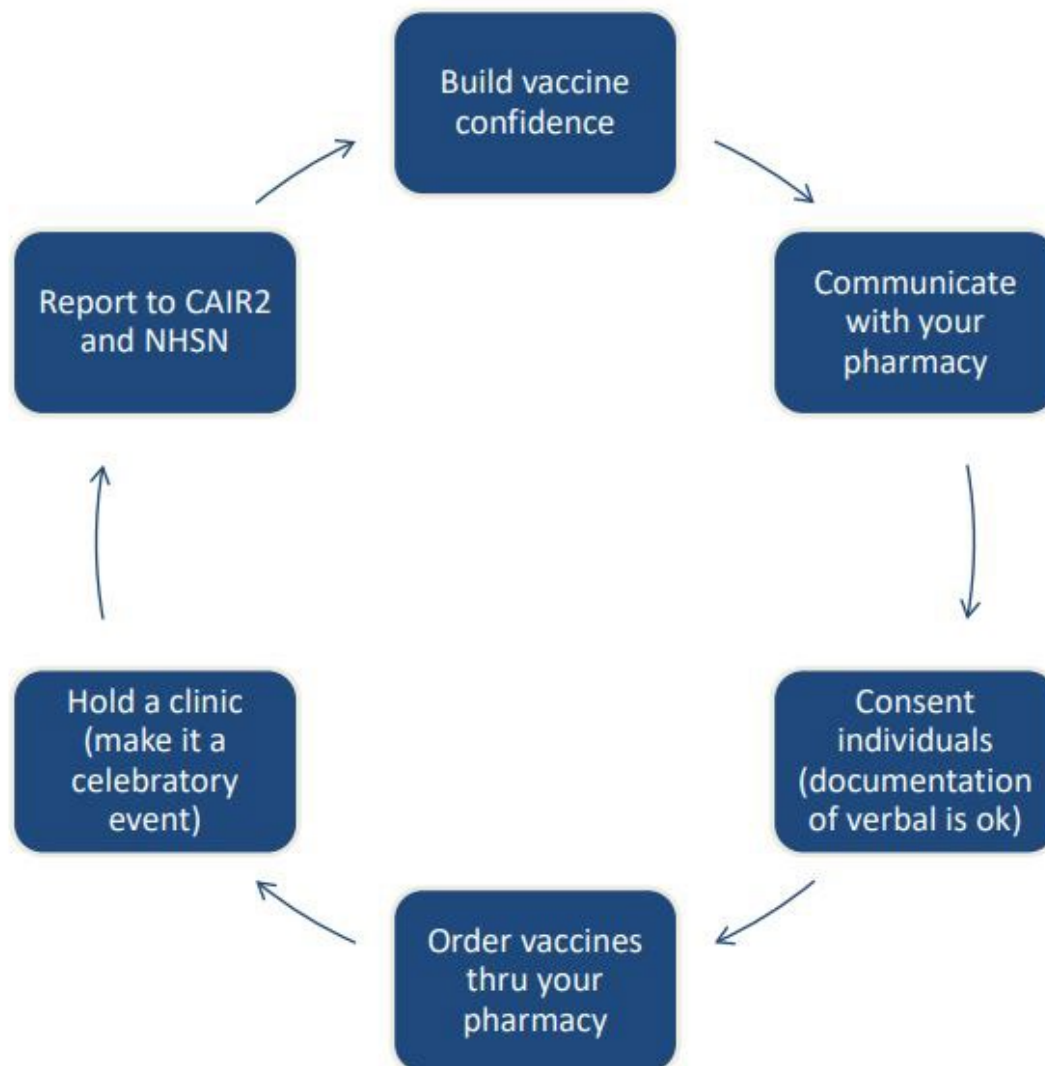 Build vaccine
confidence
Communicate
with your
pharmacy
Consent
individuals
(documentation
of verbal is ok)
Order vaccines
thru your
pharmacy
Hold a clinic
(make it a
celebratory
event)
Report to CAIR2
and NHSN